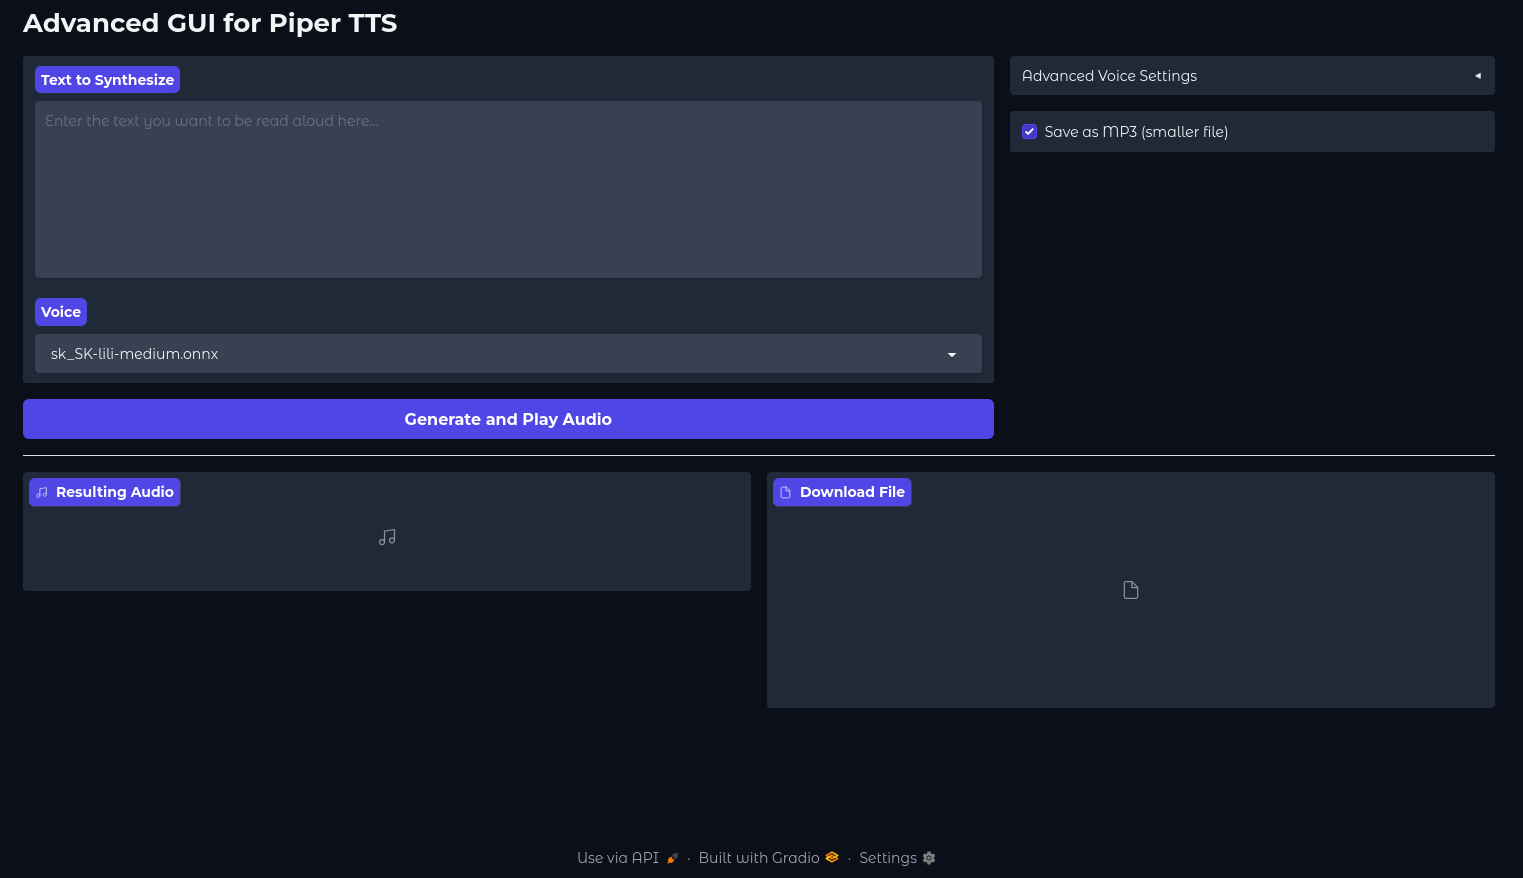 Advanced GUI for Piper TTS
Text to Synthesize
Enter the text you want to be read aloud here...
Voice
sk_SK-lili-medium.onnx
Generate and Play Audio
Advanced Voice Settings
Save as MP3 (smaller file)
Resulting Audio
Download File
Use via API · Built with Gradio · Settings